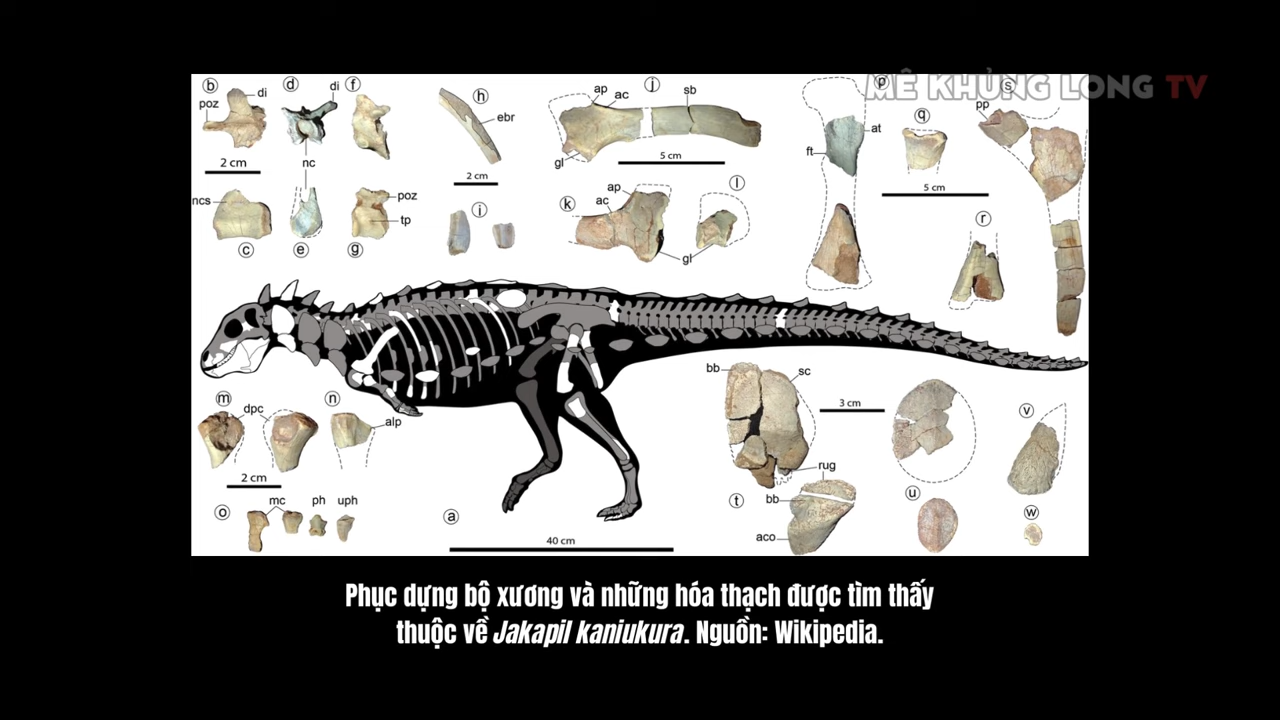 MÊ KHỦNG LONG TV
b d di f h j ap ac sb p s
poz di ebr pp q
at
2 cm nc gl 5 cm ft
2 cm 5 cm
ncs poz i k ap ac l
tp r
c e g gl
m dpc n bb sc 3 cm v
alp
2 cm rug
o mc ph uph a t bb u w
40 cm aco
Phục dựng bộ xương và những hóa thạch được tìm thấy
thuộc về Jakapil kaniukura. Nguồn: Wikipedia.